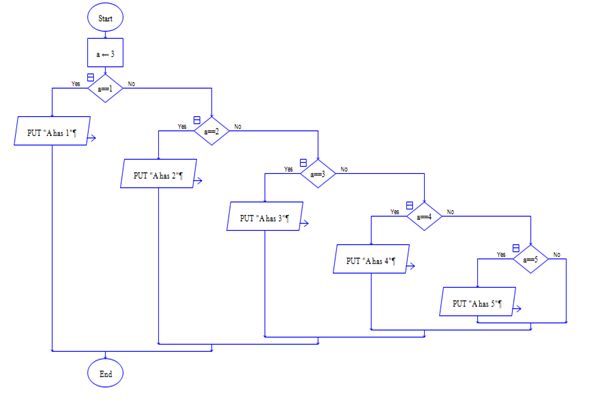 Start
a ← 3
Yes
a==1
No
PUT "A has 1"¶
Yes
a==2
No
PUT "A has 2"¶
Yes
a==3
No
PUT "A has 3"¶
Yes
a==4
No
PUT "A has 4"¶
Yes
a==5
No
PUT "A has 5"¶
End